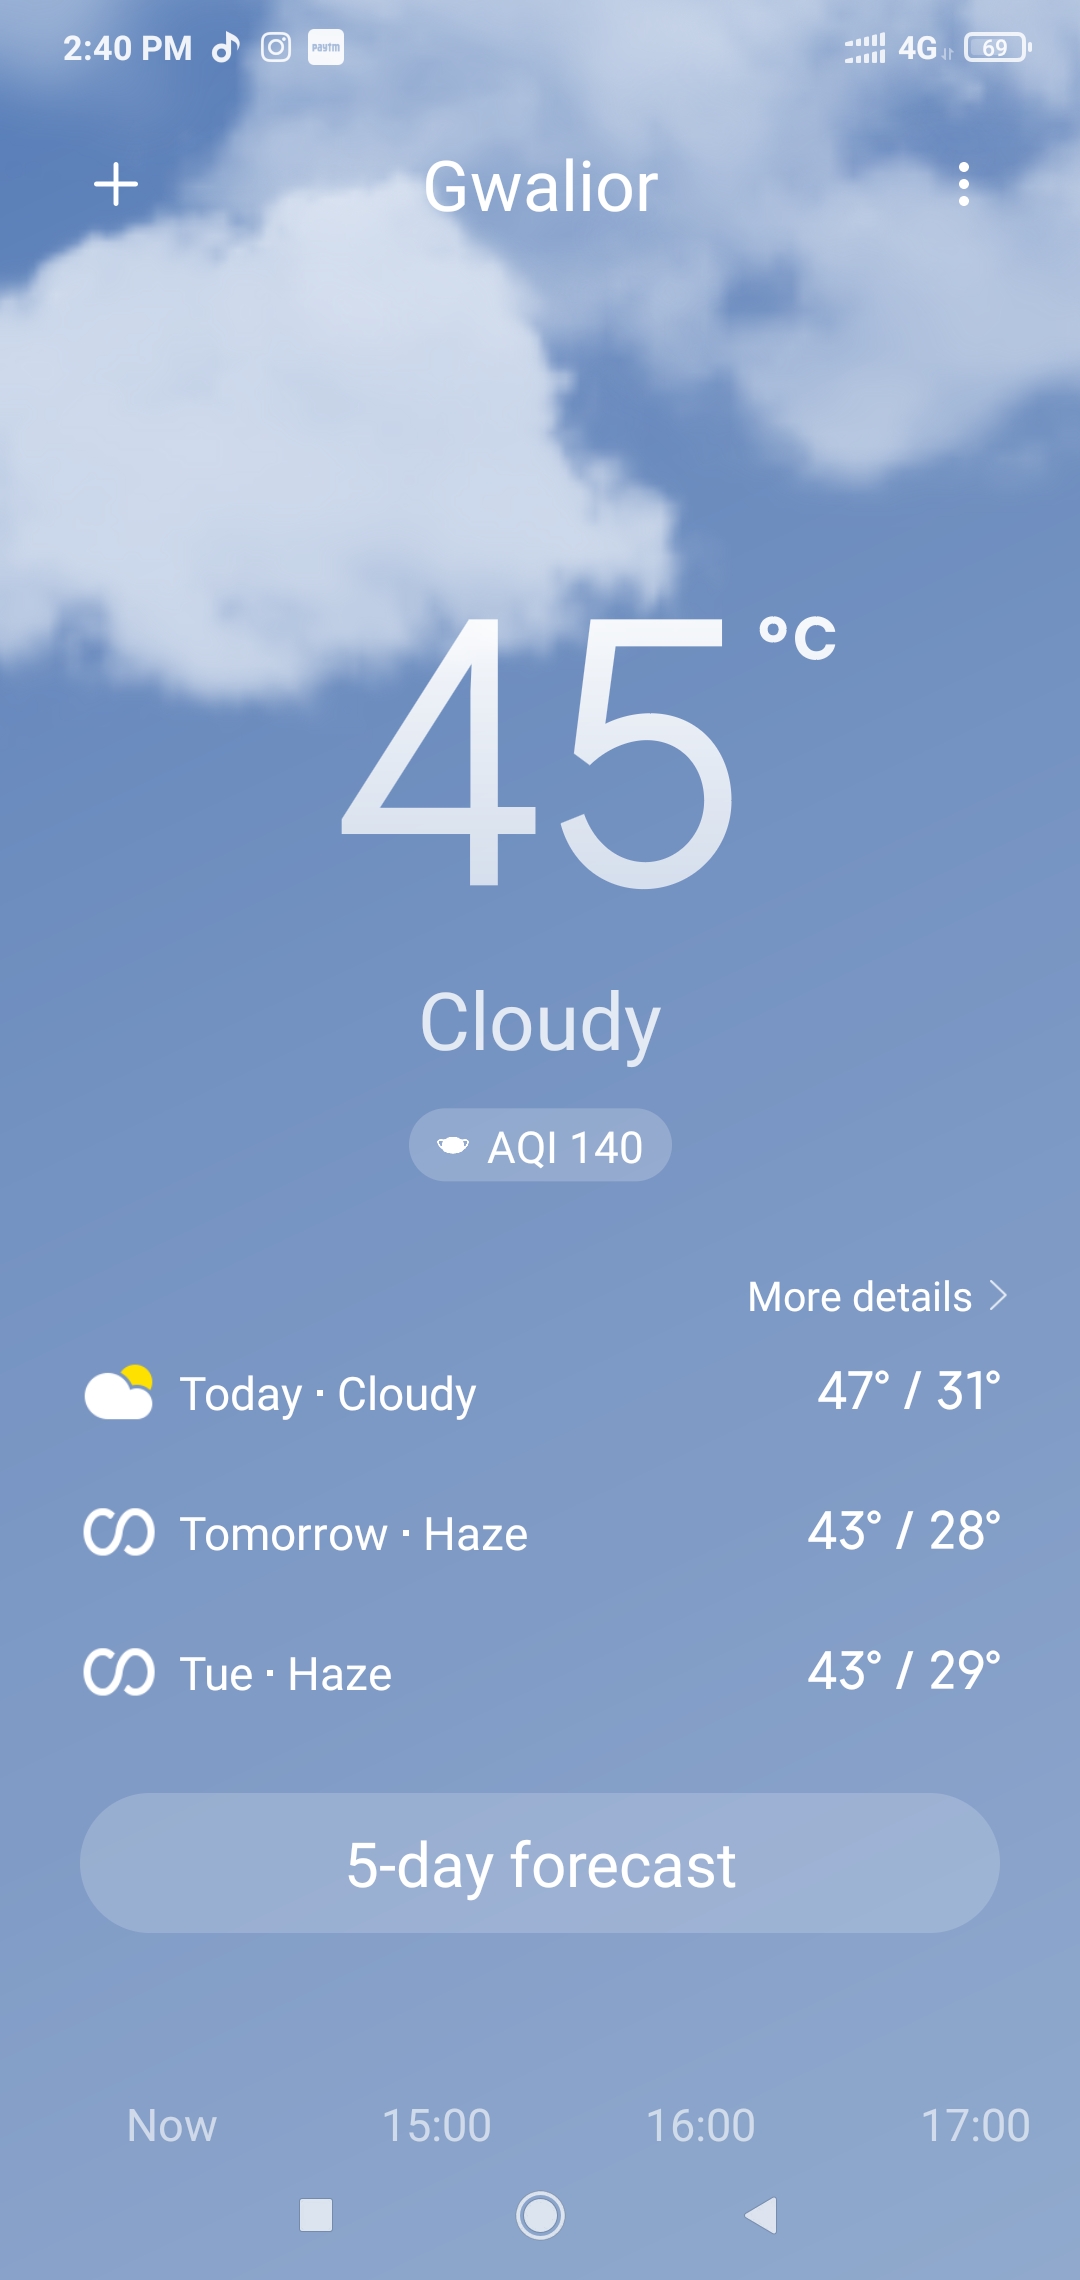 2:40 PM paytm 4G 69
Gwalior
45 °C
Cloudy
AQI 140
More details
Today · Cloudy 47° / 31°
Tomorrow · Haze 43° / 28°
Tue · Haze 43° / 29°
5-day forecast
Now 15:00 16:00 17:00